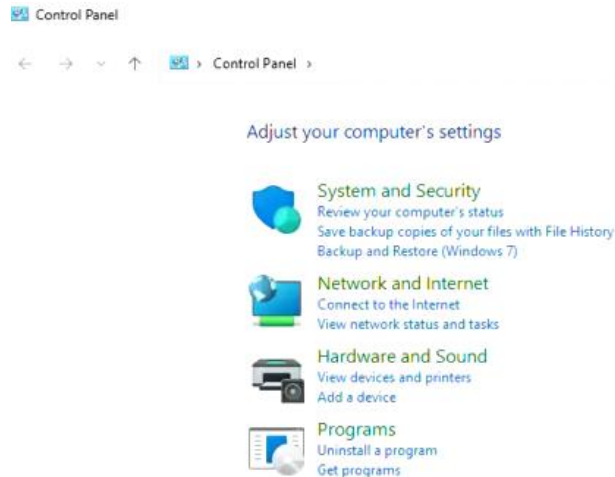 Control Panel
Control Panel
Adjust your computer's settings
System and Security
Review your computer's status
Save backup copies of your files with File History
Backup and Restore (Windows 7)
Network and Internet
Connect to the Internet
View network status and tasks
Hardware and Sound
View devices and printers
Add a device
Programs
Uninstall a program
Get programs